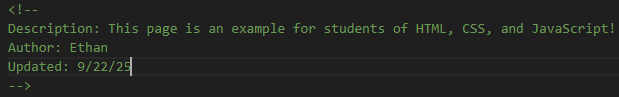 <!--
Description: This page is an example for students of HTML, CSS, and JavaScript!
Author: Ethan
Updated: 9/22/25
-->